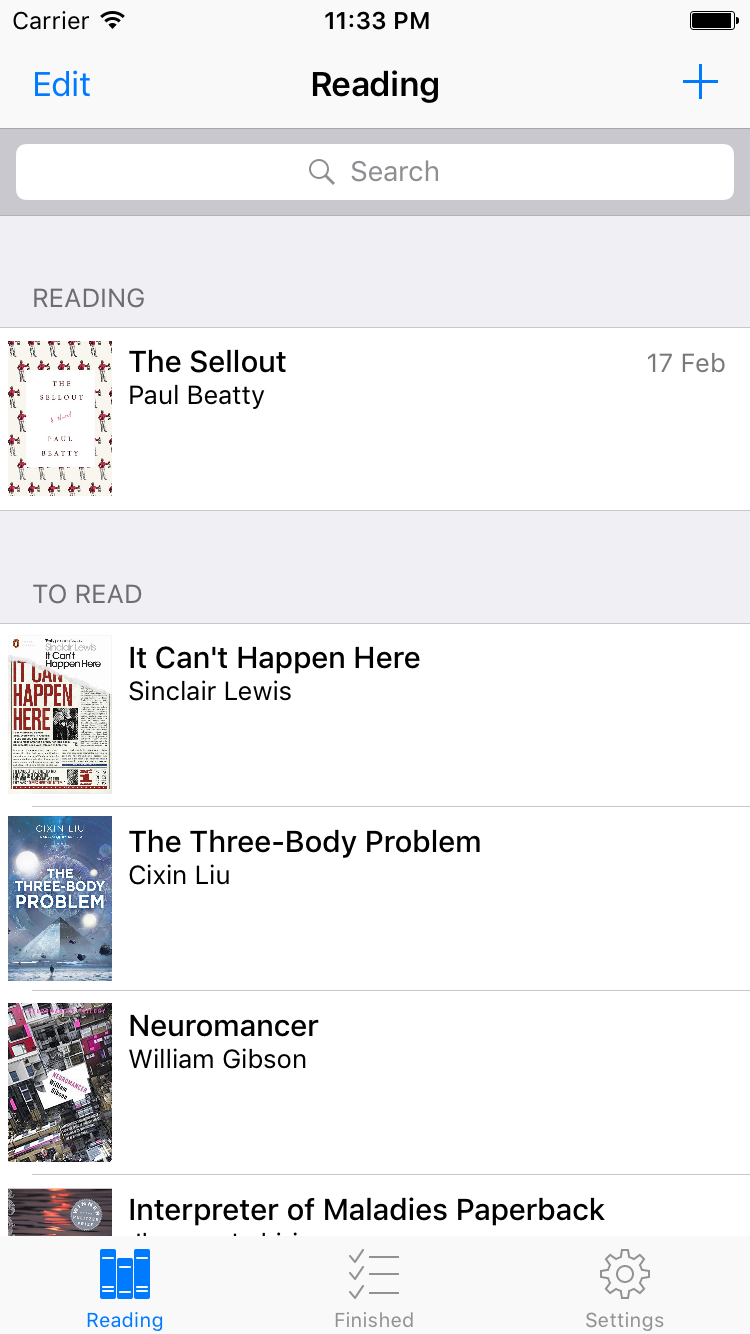 Carrier 11:33 PM
Edit Reading +
Search
READING
THE
SELLOUT
a novel
PAUL
BEATTY
The Sellout 17 Feb
Paul Beatty
TO READ
Sinclair Lewis
It Can't
Happen Here
HAPPEN
HERE
It Can't Happen Here
Sinclair Lewis
CIXIN LIU
THE
THREE-BODY
PROBLEM
The Three-Body Problem
Cixin Liu
NEUROMANCER
William
Gibson
Neuromancer
William Gibson
WINNER
PULITZER
PRIZE
Interpreter of Maladies Paperback
Reading Finished Settings